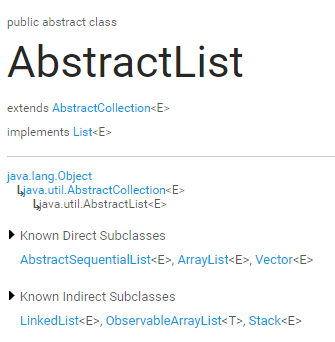 public abstract class
AbstractList
extends AbstractCollection<E>
implements List<E>
java.lang.Object
↳java.util.AbstractCollection<E>
↳java.util.AbstractList<E>
Known Direct Subclasses
AbstractSequentialList<E>, ArrayList<E>, Vector<E>
Known Indirect Subclasses
LinkedList<E>, ObservableArrayList<T>, Stack<E>